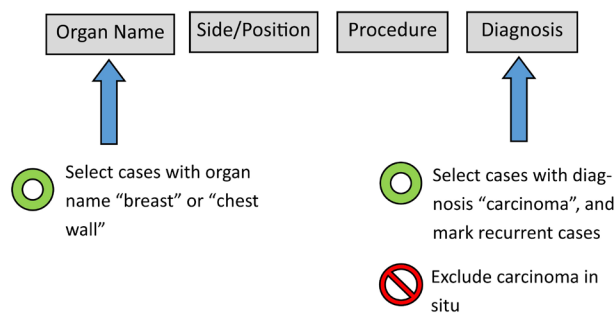 Organ Name
Side/Position
Procedure
Diagnosis
Select cases with organ
name “breast” or “chest
wall”
Select cases with diag-
nosis “carcinoma”, and
mark recurrent cases
Exclude carcinoma in
situ